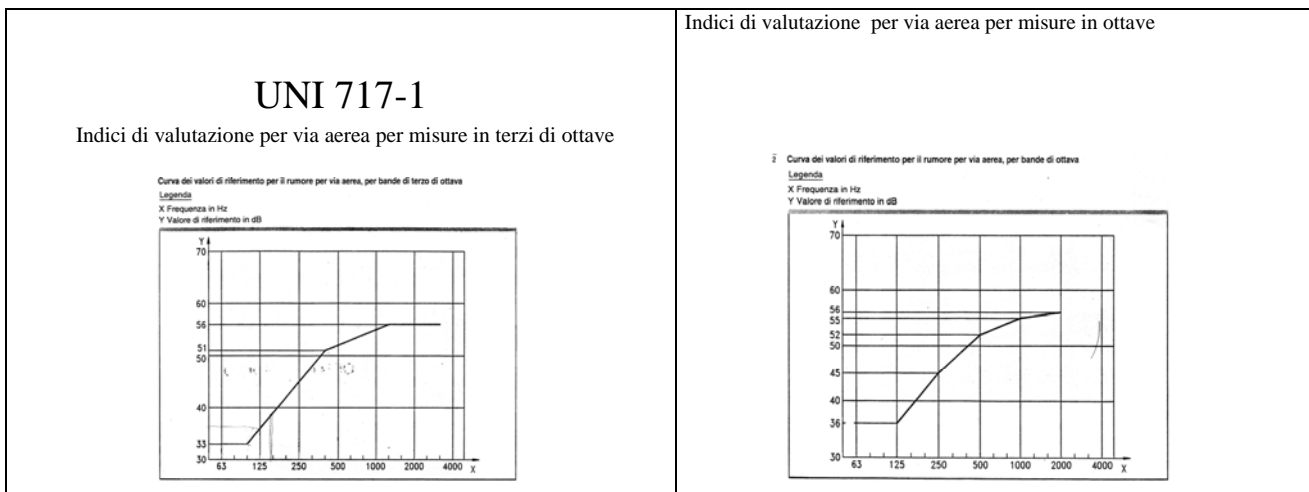 UNI 717-1
Indici di valutazione per via aerea per misure in terzi di ottave
Curva dei valori di riferimento per il rumore per via aerea, per bande di terzo di ottava
Legenda
X Frequenza in Hz
Y Valore di riferimento in dB
Y
70
60
56
51
50
40
33
30
63 125 250 500 1000 2000 4000 X
Indici di valutazione per via aerea per misure in ottave
2 Curva dei valori di riferimento per il rumore per via aerea, per bande di ottava
Legenda
X Frequenza in Hz
Y Valore di riferimento in dB
Y
70
60
56
55
52
50
45
40
36
30
63 125 250 500 1000 2000 4000 X